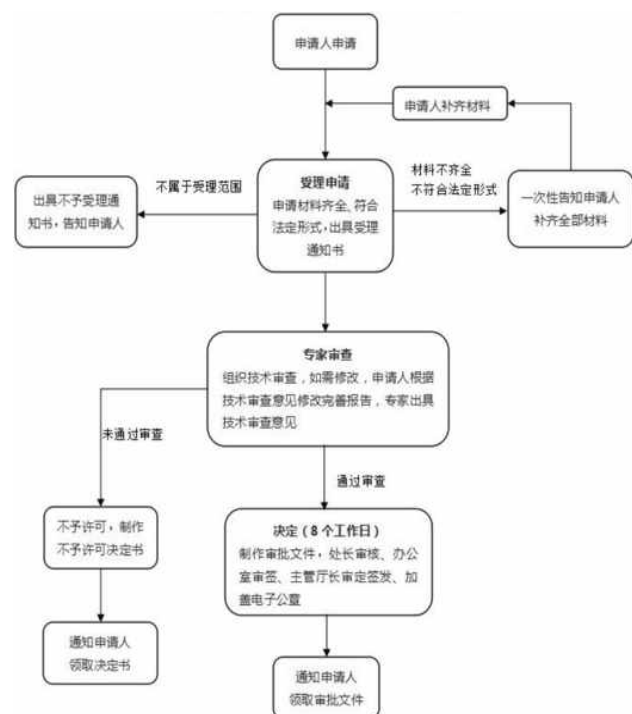 申请人申请
申请人补齐材料
受理申请
申请材料齐全、符合
法定形式，出具受理
通知书
不属于受理范围
出具不予受理通
知书，告知申请人
材料不齐全
不符合法定形式
一次性告知申请人
补齐全部材料
专家审查
组织技术审查，如需修改，申请人根据
技术审查意见修改完善报告，专家出具
技术审查意见
未通过审查
通过审查
不予许可，制作
不予许可决定书
决定（8个工作日）
制作审批文件，处长审核、办公
室审签、主管厅长审定签发、加
盖电子公章
通知申请人
领取决定书
通知申请人
领取审批文件